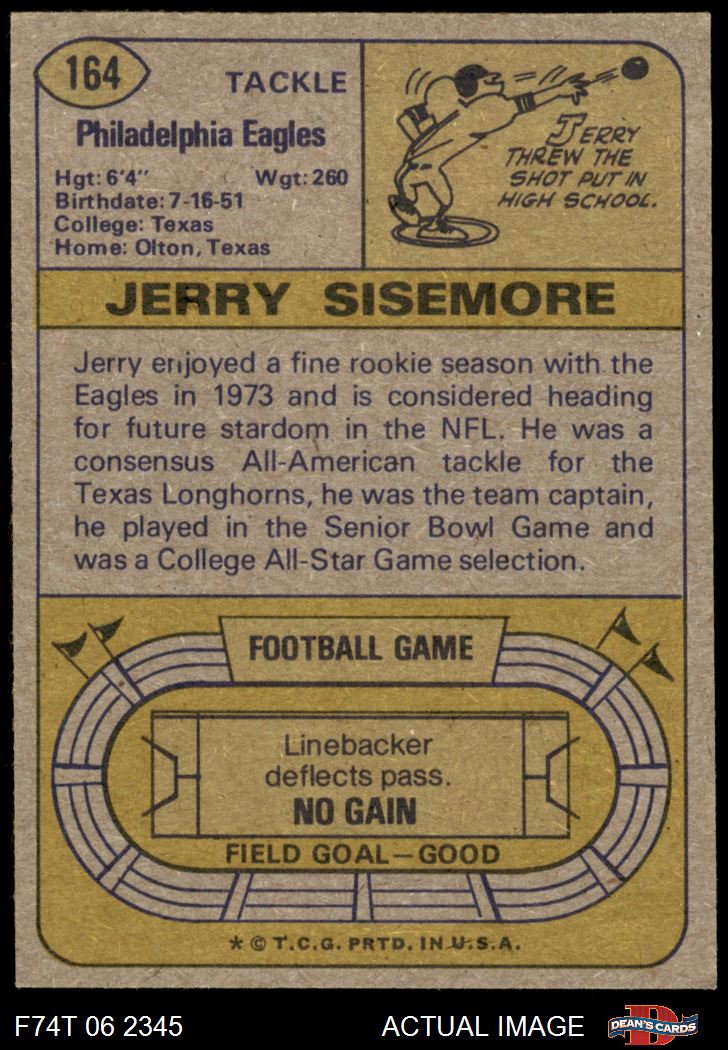 164
TACKLE
Philadelphia Eagles
Hgt: 6'4" Wgt: 260
Birthdate: 7-16-51
College: Texas
Home: Olton, Texas
JERRY
THREW THE
SHOT PUT IN
HIGH SCHOOL.
JERRY SISEMORE
Jerry enjoyed a fine rookie season with the
Eagles in 1973 and is considered heading
for future stardom in the NFL. He was a
consensus All-American tackle for the
Texas Longhorns, he was the team captain,
he played in the Senior Bowl Game and
was a College All-Star Game selection.
FOOTBALL GAME
Linebacker
deflects pass.
NO GAIN
FIELD GOAL—GOOD
* © T.C.G. PRTD. IN U.S.A.
F74T 06 2345 ACTUAL IMAGE
DEAN'S CARDS